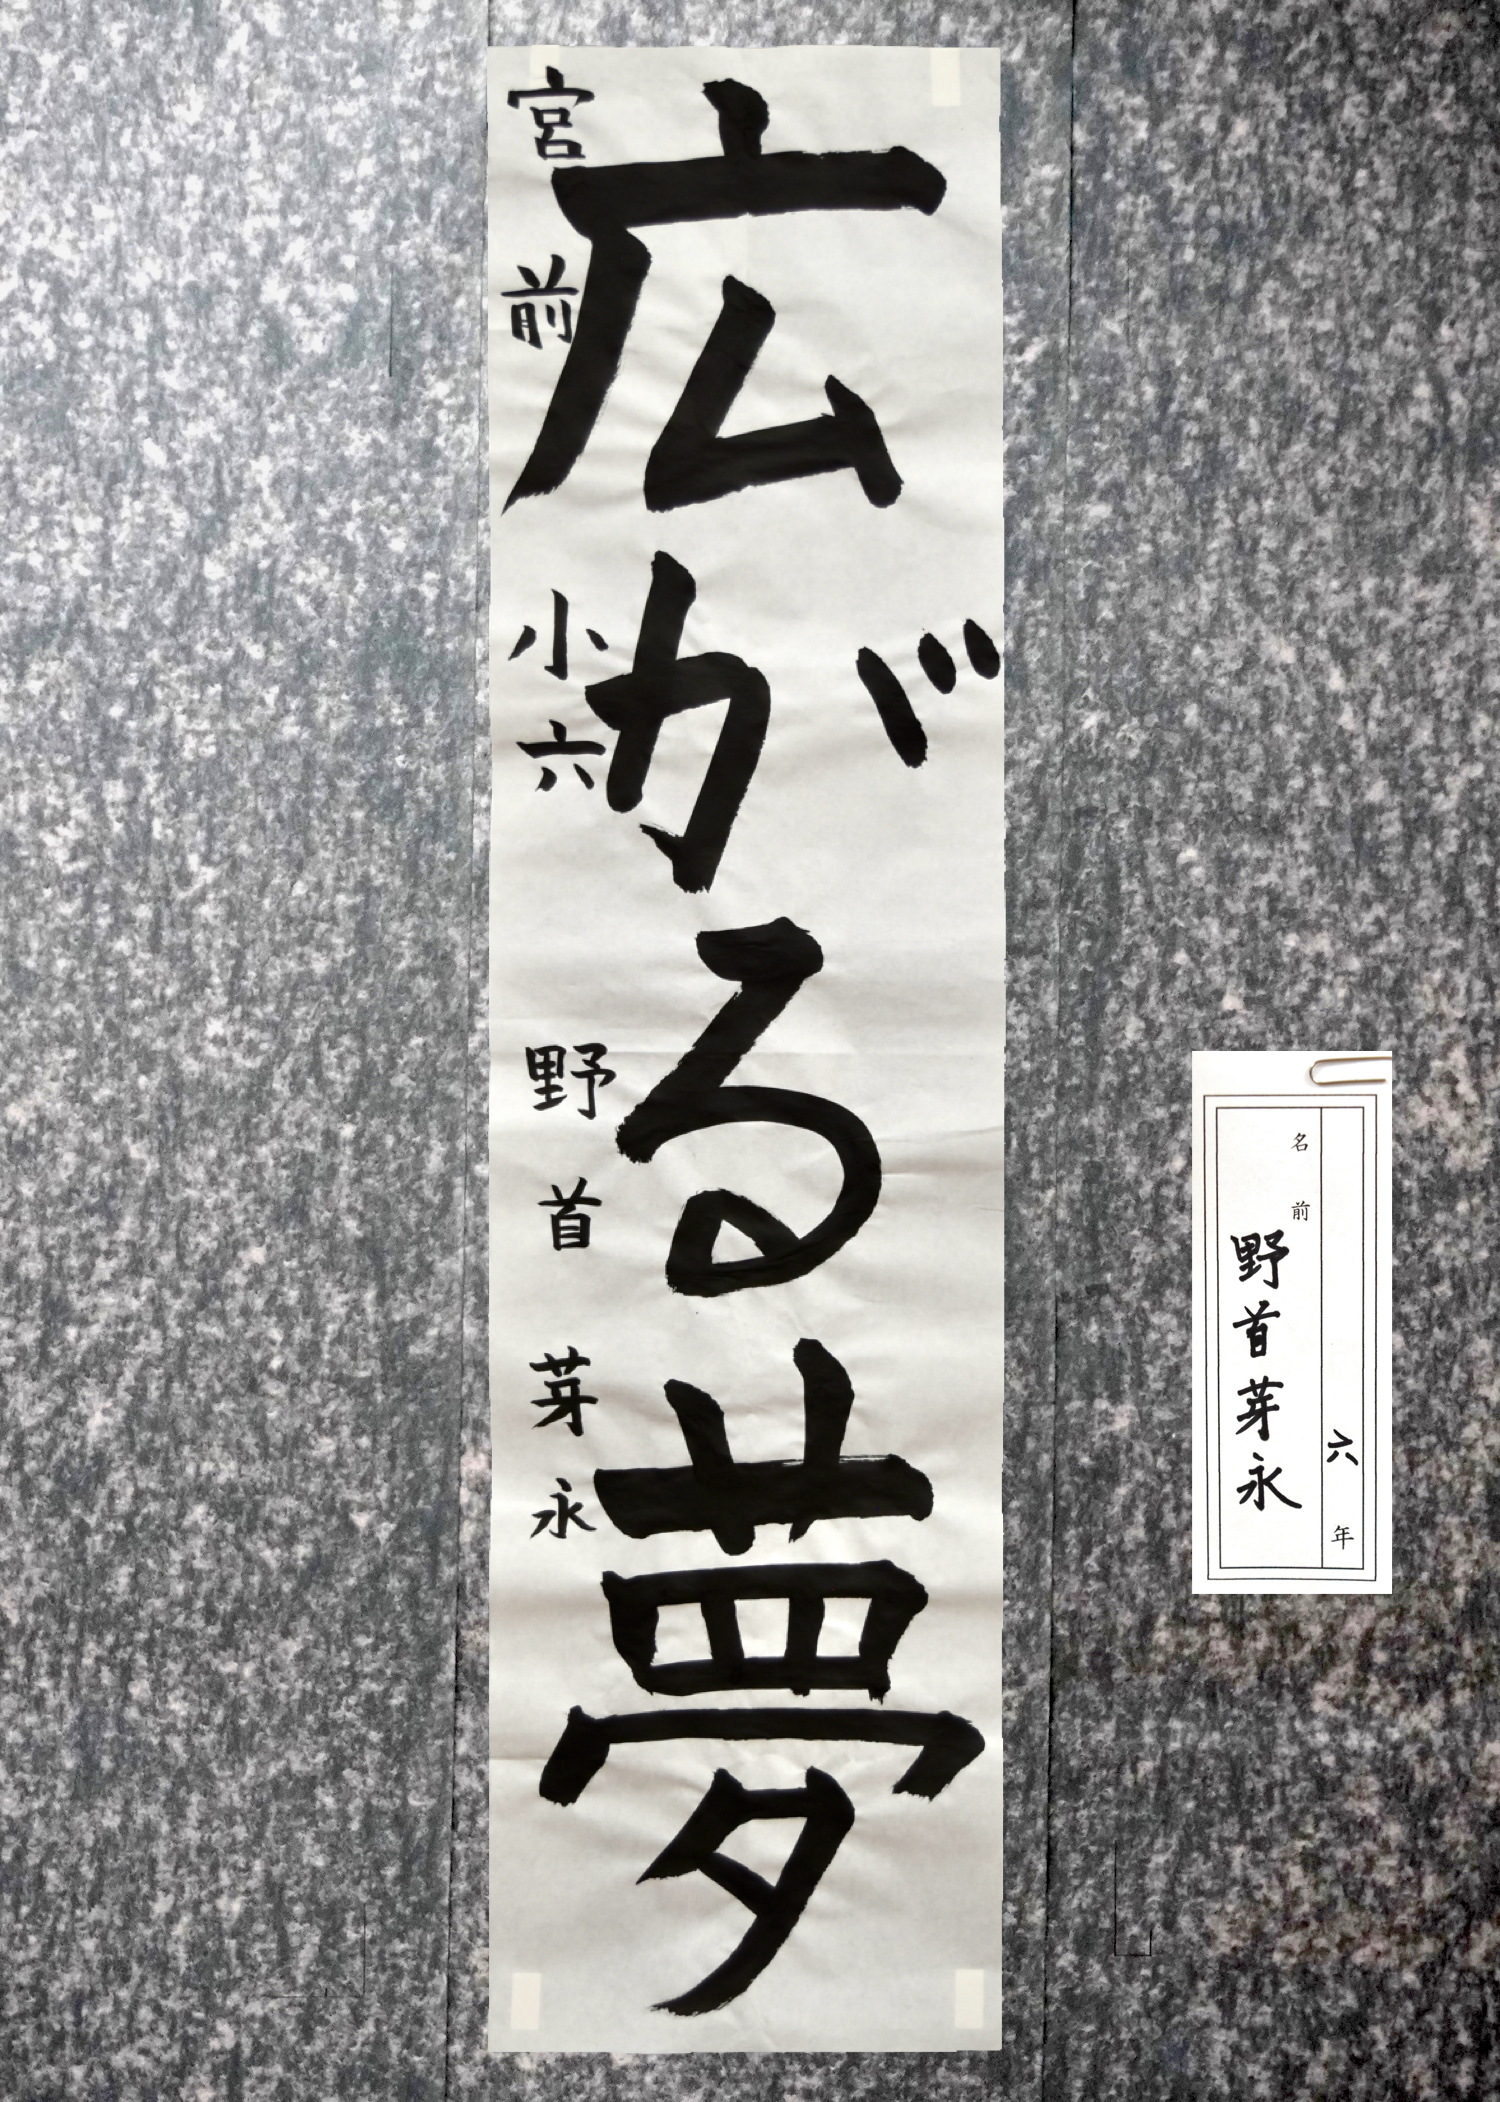 広がる夢
宮前小六 野首芽永
六年
名前 野首芽永